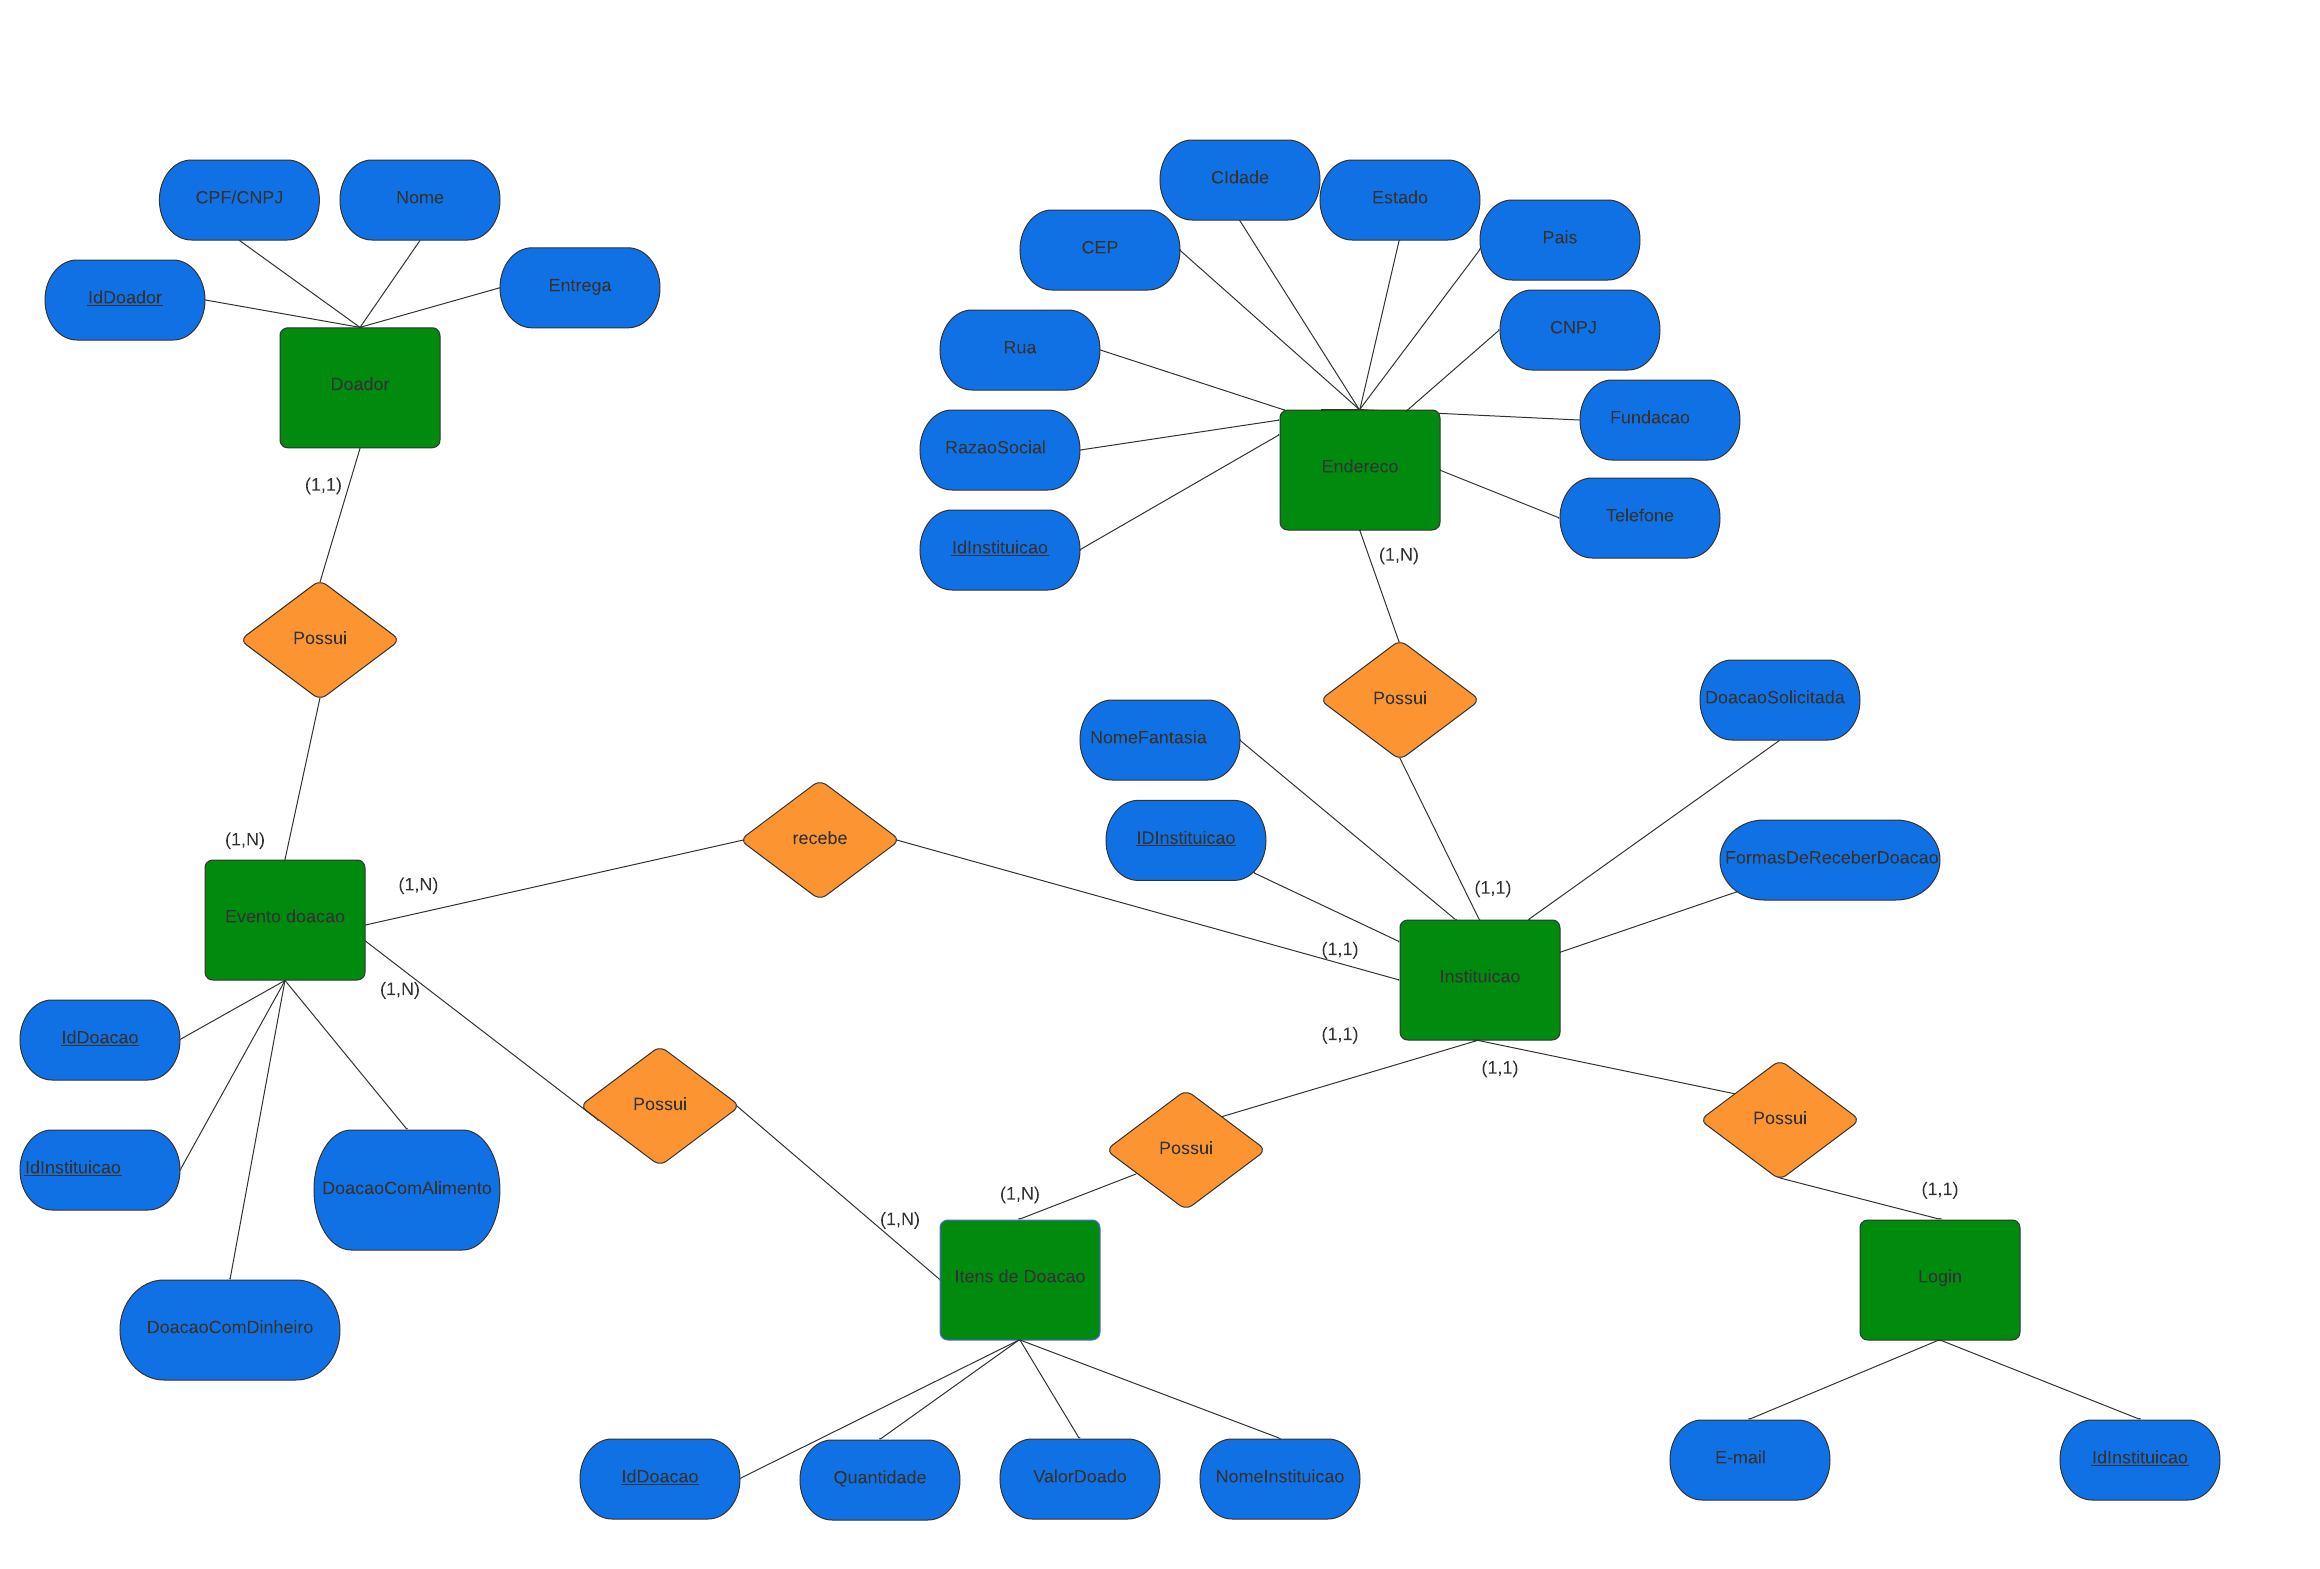 CIdade
CPF/CNPJ
Nome
Estado
Pais
CEP
Entrega
IdDoador
CNPJ
Rua
Doador
Fundacao
RazaoSocial
Endereco
(1,1)
Telefone
IdInstituicao
(1,N)
Possui
Possui
DoacaoSolicitada
NomeFantasia
(1,N)
recebe
IDInstituicao
FormasDeReceberDoacao
(1,N)
(1,1)
Evento doacao
(1,1)
Instituicao
(1,N)
IdDoacao
(1,1)
(1,1)
Possui
Possui
Possui
IdInstituicao
DoacaoComAlimento
(1,N)
(1,1)
(1,N)
Itens de Doacao
Login
DoacaoComDinheiro
E-mail
IdInstituicao
IdDoacao
Quantidade
ValorDoado
NomeInstituicao